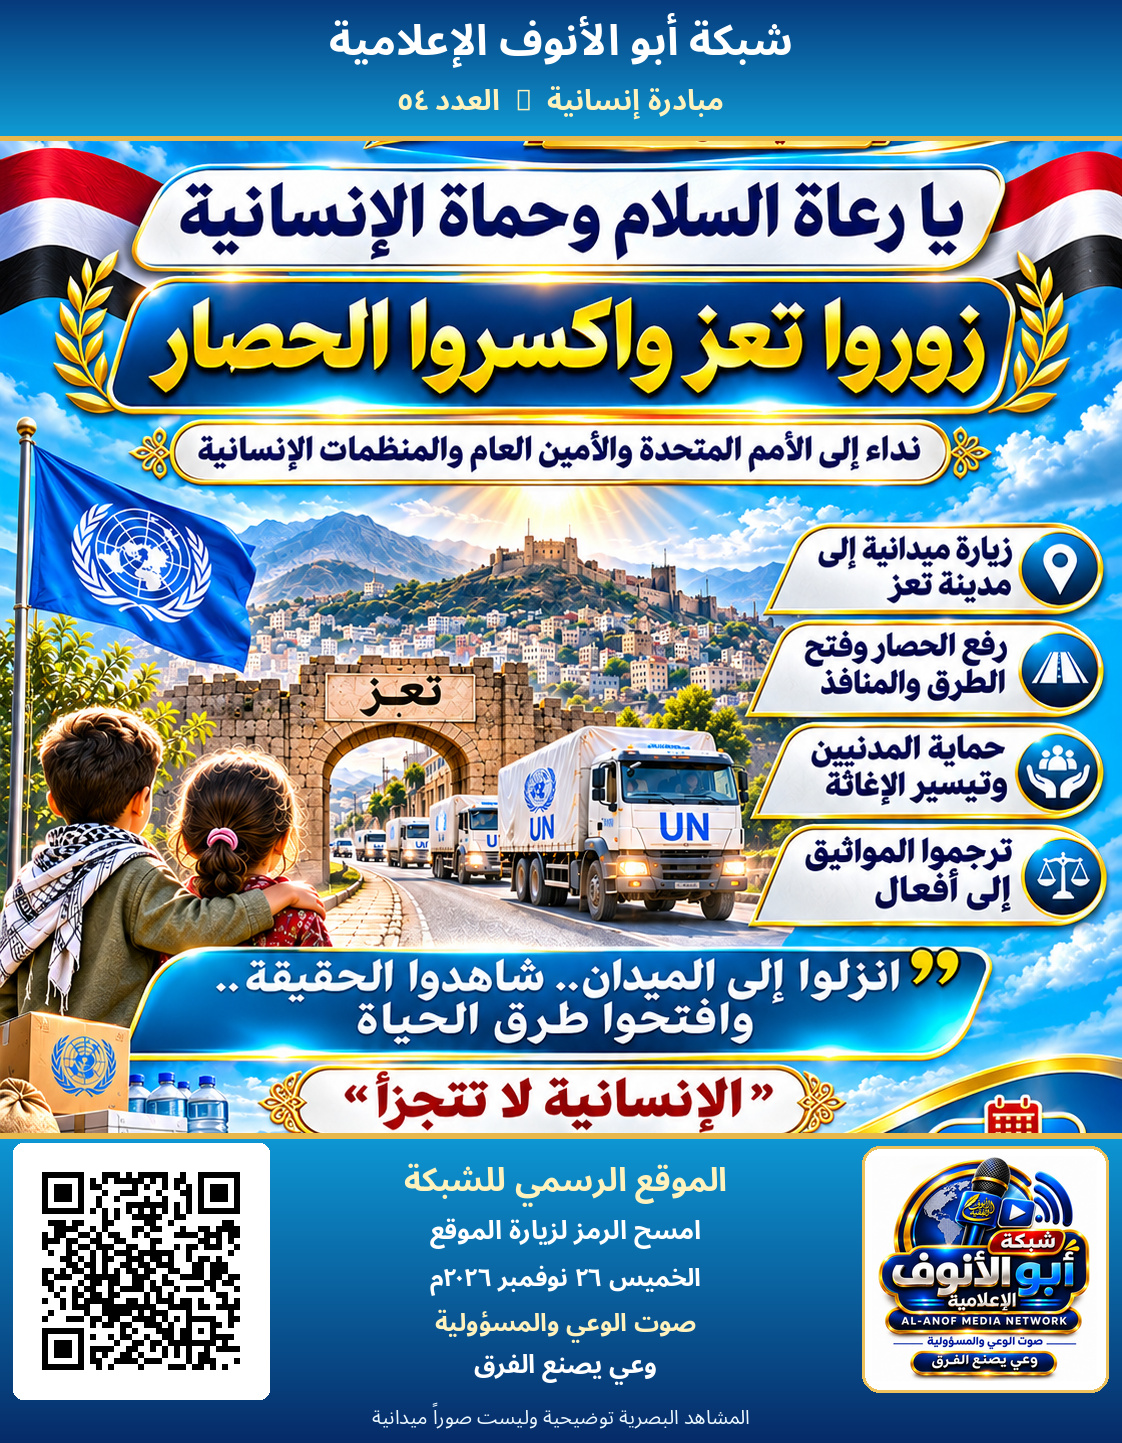 شبكة أبو الأنوف الإعلامية
مبادرة إنسانية العدد ٥٤
يا رعاة السلام وحماة الإنسانية
زوروا تعز واكسروا الحصار
نداء إلى الأمم المتحدة والأمين العام والمنظمات الإنسانية
زيارة ميدانية إلى
مدينة تعز
رفع الحصار وفتح
الطرق والمنافذ
حماية المدنيين
وتيسير الإغاثة
ترجموا المواثيق
إلى أفعال
تعز
UN
UN
انزلوا إلى الميدان.. شاهدوا الحقيقة..
وافتحوا طرق الحياة
”الإنسانية لا تتجزأ“
الموقع الرسمي للشبكة
امسح الرمز لزيارة الموقع
الخميس ٢٦ نوفمبر ٢٠٢٦م
صوت الوعي والمسؤولية
وعي يصنع الفرق
شبكة
أبو الأنوف
الإعلامية
AL-ANOF MEDIA NETWORK
صوت الوعي والمسؤولية
وعي يصنع الفرق
المشاهد البصرية توضيحية وليست صوراً ميدانية